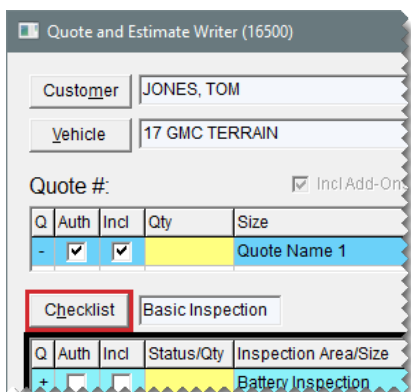 Quote and Estimate Writer (16500)
Customer JONES, TOM
Vehicle 17 GMC TERRAIN
Quote #: Incl Add-On
Q Auth Incl Qty Size
- Quote Name 1
Checklist Basic Inspection
Q Auth Incl Status/Qty Inspection Area/Size
+ Battery Inspection